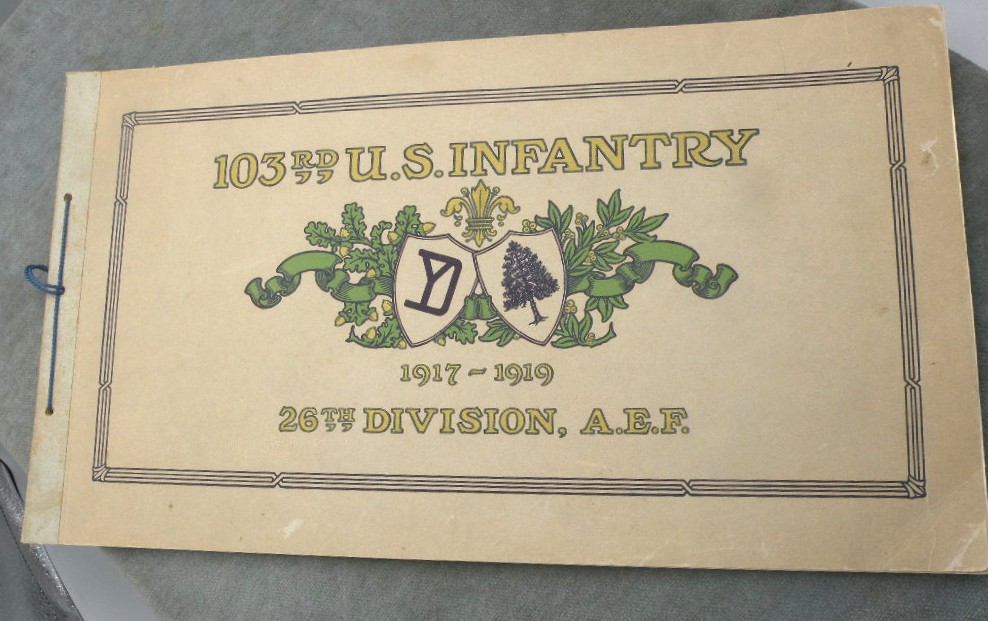 103RD U.S. INFANTRY
YD
1917 ~ 1919
26TH DIVISION, A.E.F.